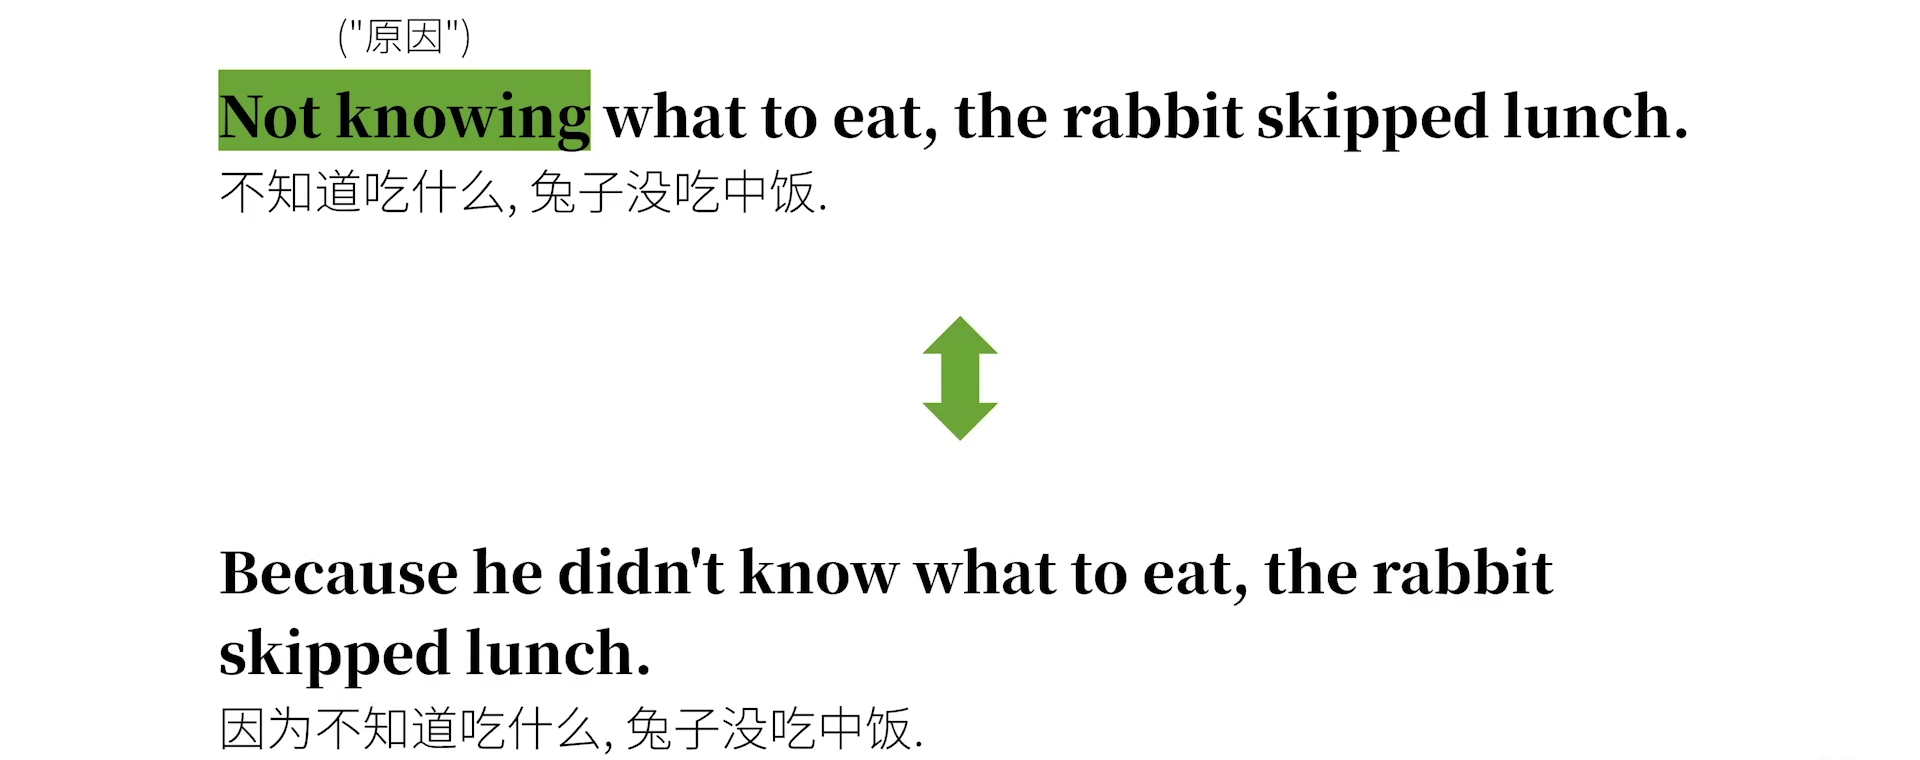 ("原因")
Not knowing what to eat, the rabbit skipped lunch.
不知道吃什么, 兔子没吃中饭.
Because he didn't know what to eat, the rabbit
skipped lunch.
因为不知道吃什么, 兔子没吃中饭.